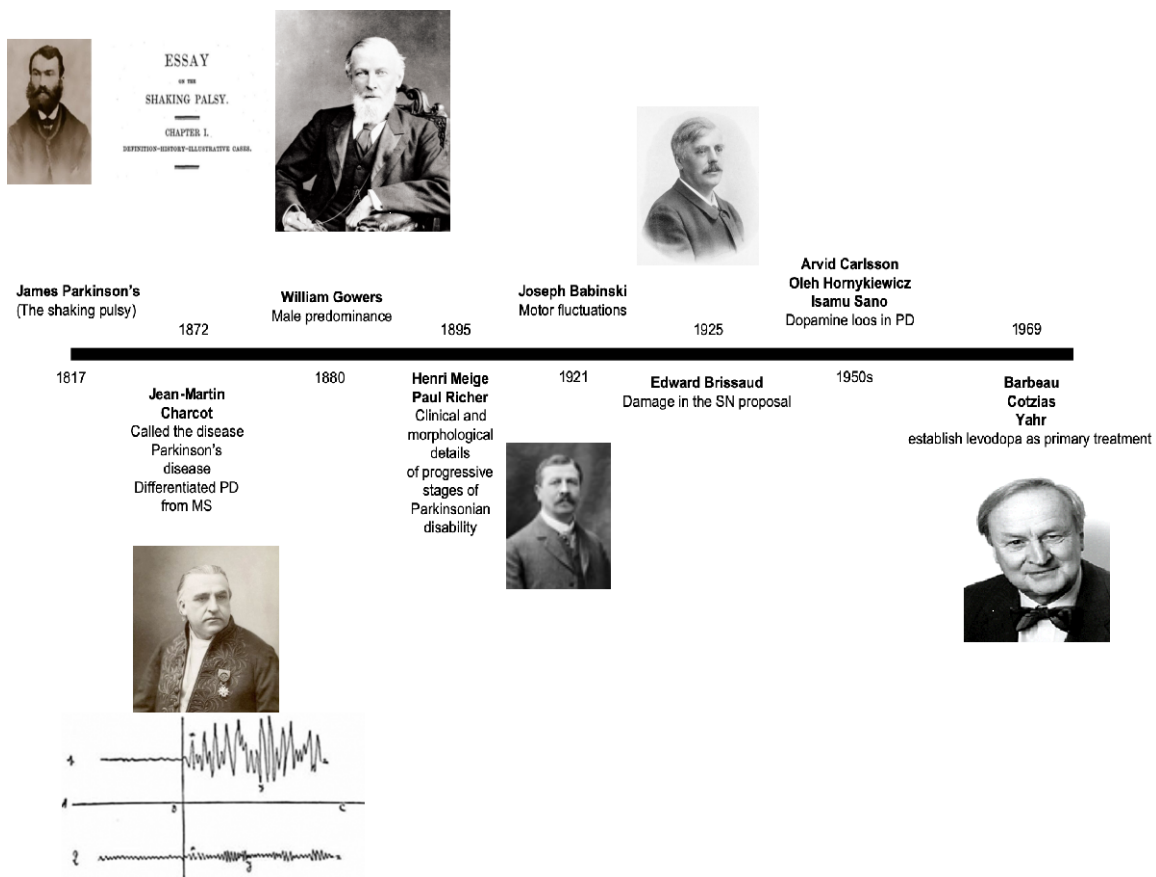 ESSAY
ON THE
SHAKING PALSY.
CHAPTER I.
DEFINITION-HISTORY-ILLUSTRATIVE CASES.
James Parkinson's
(The shaking pulsy)
1817
1872
Jean-Martin
Charcot
Called the disease
Parkinson's
disease
Differentiated PD
from MS
William Gowers
Male predominance
1880
1895
Henri Meige
Paul Richer
Clinical and
morphological
details
of progressive
stages of
Parkinsonian
disability
Joseph Babinski
Motor fluctuations
1921
1925
Edward Brissaud
Damage in the SN proposal
Arvid Carlsson
Oleh Hornykiewicz
Isamu Sano
Dopamine loos in PD
1950s
1969
Barbeau
Cotzias
Yahr
establish levodopa as primary treatment